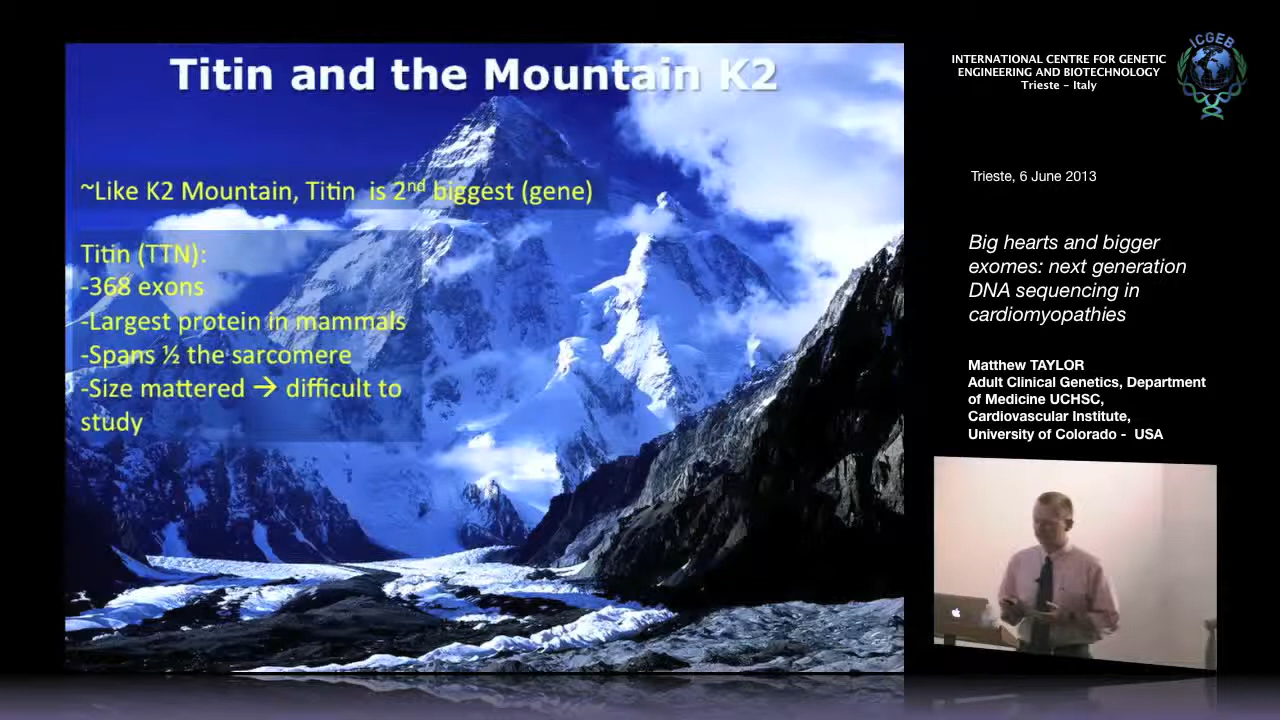 Titin and the Mountain K2
~Like K2 Mountain, Titin is 2nd biggest (gene)
Titin (TTN):
-368 exons
-Largest protein in mammals
-Spans ½ the sarcomere
-Size mattered → difficult to
study
INTERNATIONAL CENTRE FOR GENETIC
ENGINEERING AND BIOTECHNOLOGY
Trieste - Italy
ICGEB
Trieste, 6 June 2013
Big hearts and bigger
exomes: next generation
DNA sequencing in
cardiomyopathies
Matthew TAYLOR
Adult Clinical Genetics, Department
of Medicine UCHSC,
Cardiovascular Institute,
University of Colorado - USA